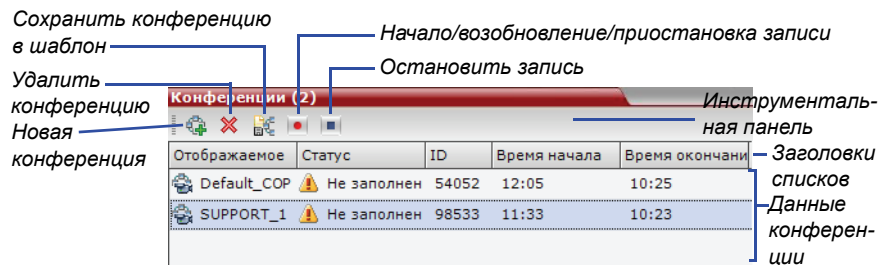 Сохранить конференцию
в шаблон
Начало/возобновление/приостановка записи
Остановить запись
Удалить
конференцию
Новая
конференция
Инструменталь-
ная панель
Заголовки
списков
Данные
конферен-
ции
Конференции (2)
Отображаемое Статус ID Время начала Время окончани
Default_COP Не заполнен 54052 12:05 10:25
SUPPORT_1 Не заполнен 98533 11:33 10:23